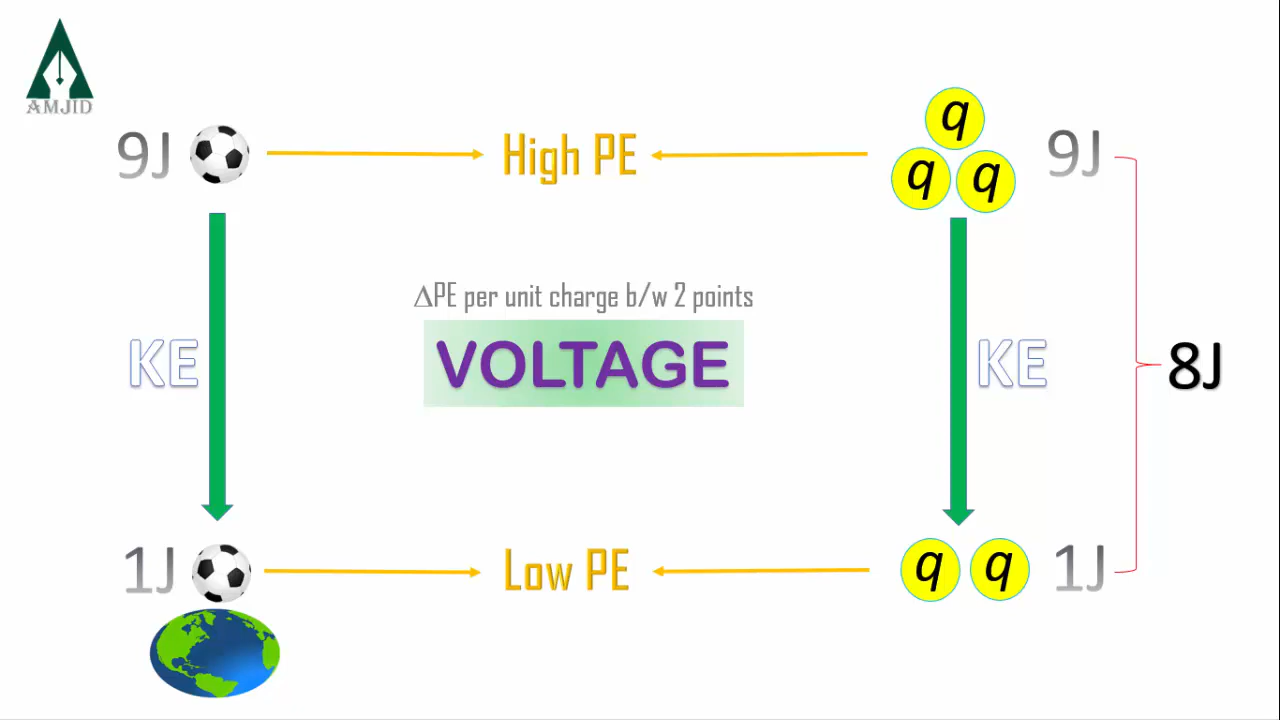 AMJID
9J High PE q q q 9J
ΔPE per unit charge b/w 2 points
KE VOLTAGE KE 8J
1J Low PE q q 1J